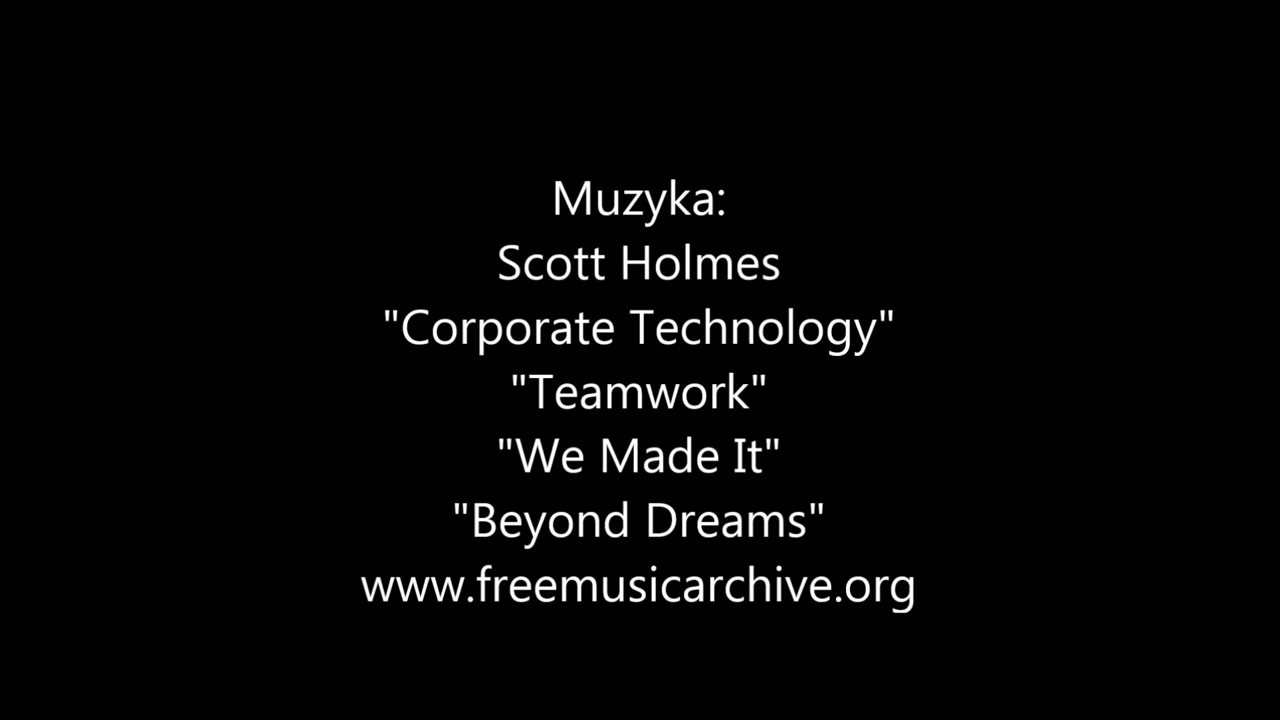 Muzyka:
Scott Holmes
"Corporate Technology"
"Teamwork"
"We Made It"
"Beyond Dreams"
www.freemusicarchive.org